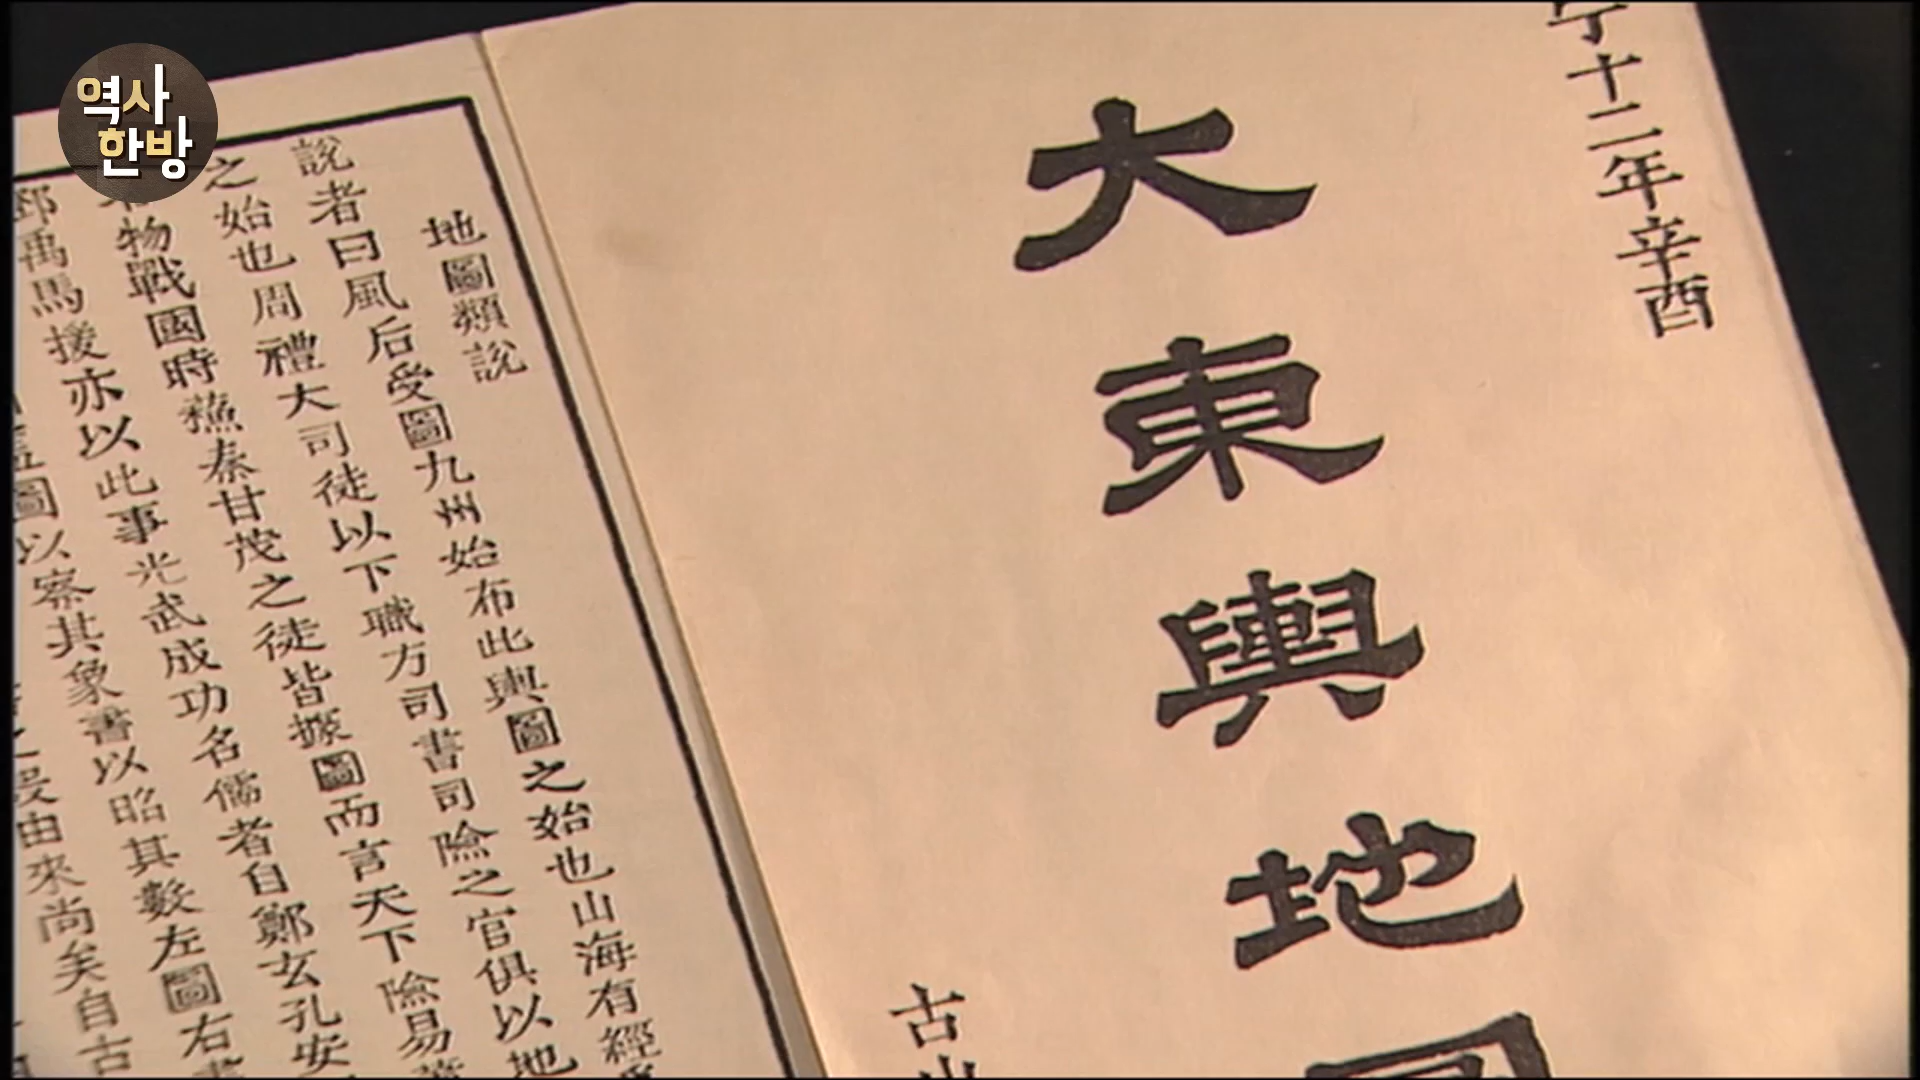 역사
한방
十二年辛酉
大東輿地
古山
地圖類說
說者曰風后受圖九州始布此輿圖之始也山海有經
之始也周禮大司徒以下職方司書司險之官俱以地
物戰國時蘇秦甘茂之徒皆據圖而言天下險易
亦以此事光武成功名儒者自鄭玄孔安
禹馬援
圖以察其象書以昭其數左圖右書
由來尚矣自古